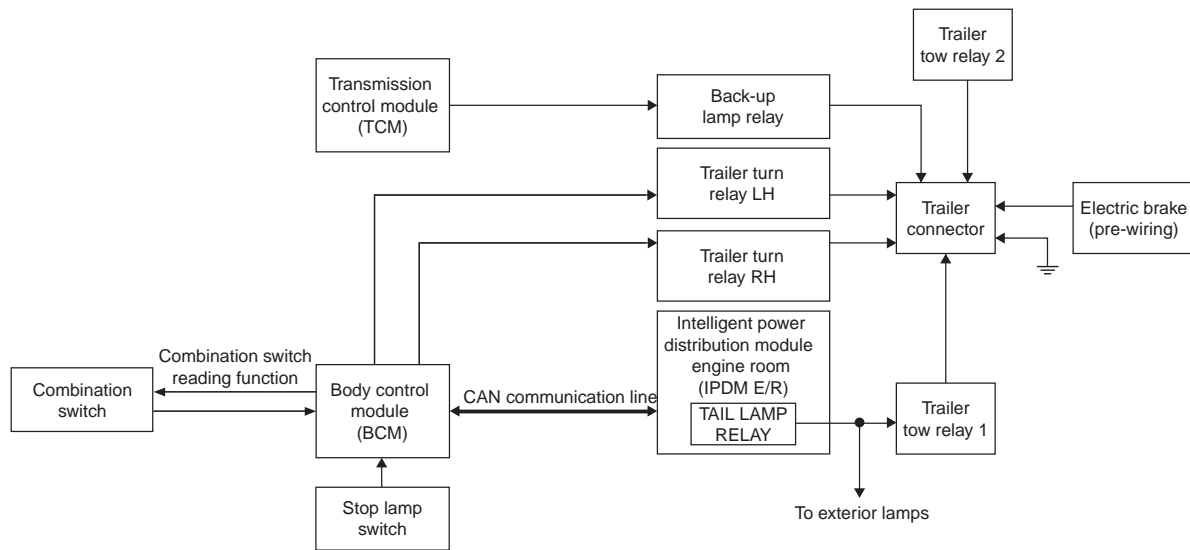 Trailer
tow relay 2
Transmission
control module
(TCM)
Back-up
lamp relay
Trailer turn
relay LH
Trailer
connector
Electric brake
(pre-wiring)
Trailer turn
relay RH
Intelligent power
distribution module
engine room
(IPDM E/R)
TAIL LAMP
RELAY
Combination switch
reading function
Combination
switch
Body control
module
(BCM)
CAN communication line
Trailer
tow relay 1
Stop lamp
switch
To exterior lamps